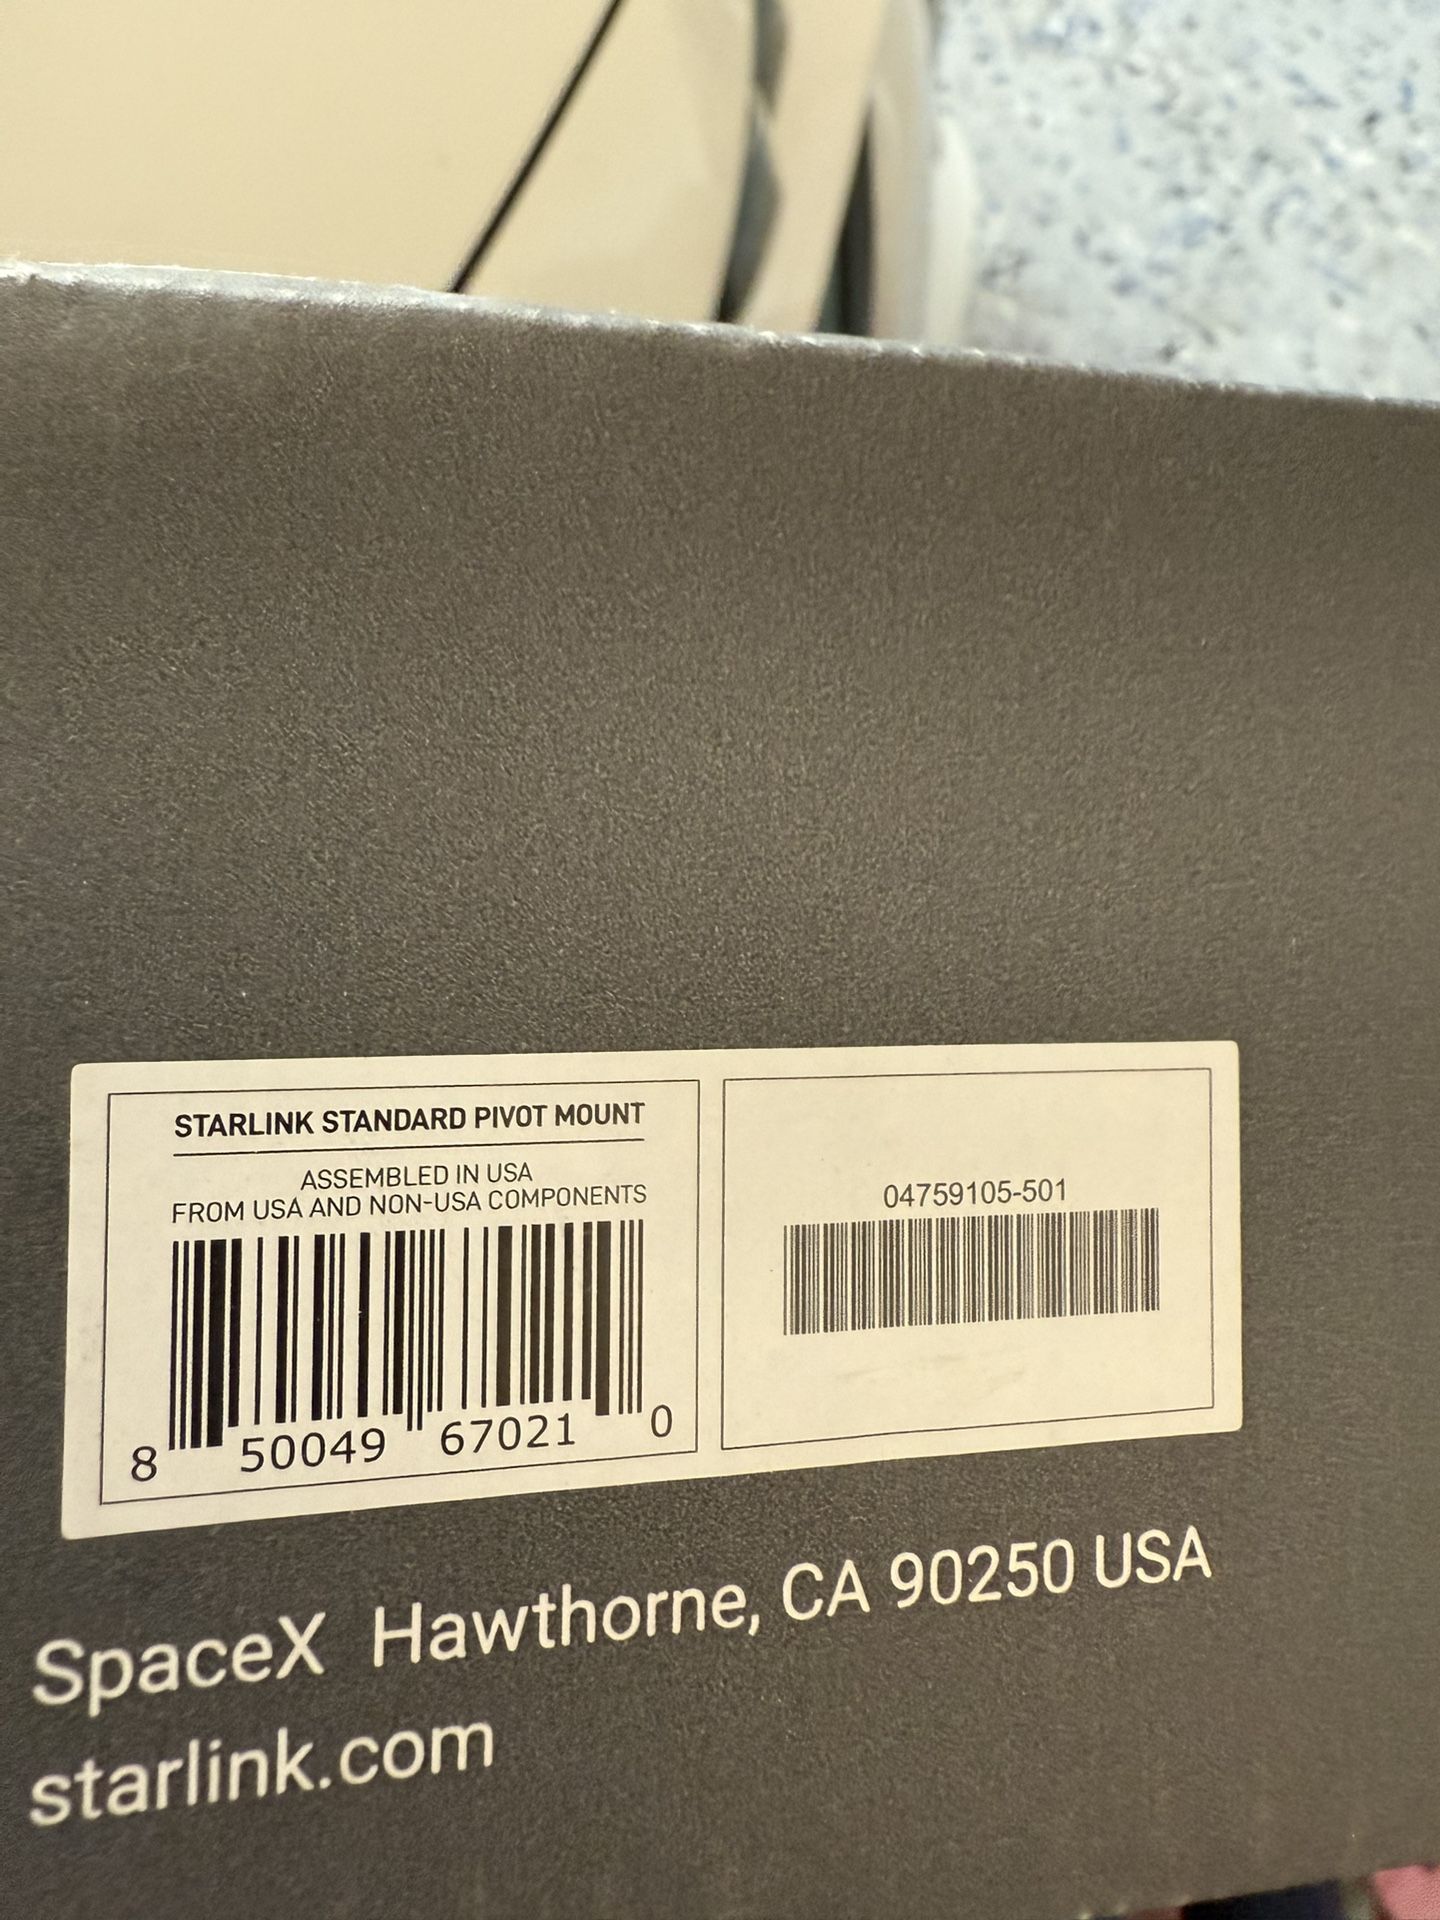 STARLINK STANDARD PIVOT MOUNT
ASSEMBLED IN USA
FROM USA AND NON-USA COMPONENTS
8 50049 67021 0
04759105-501
SpaceX Hawthorne, CA 90250 USA
starlink.com